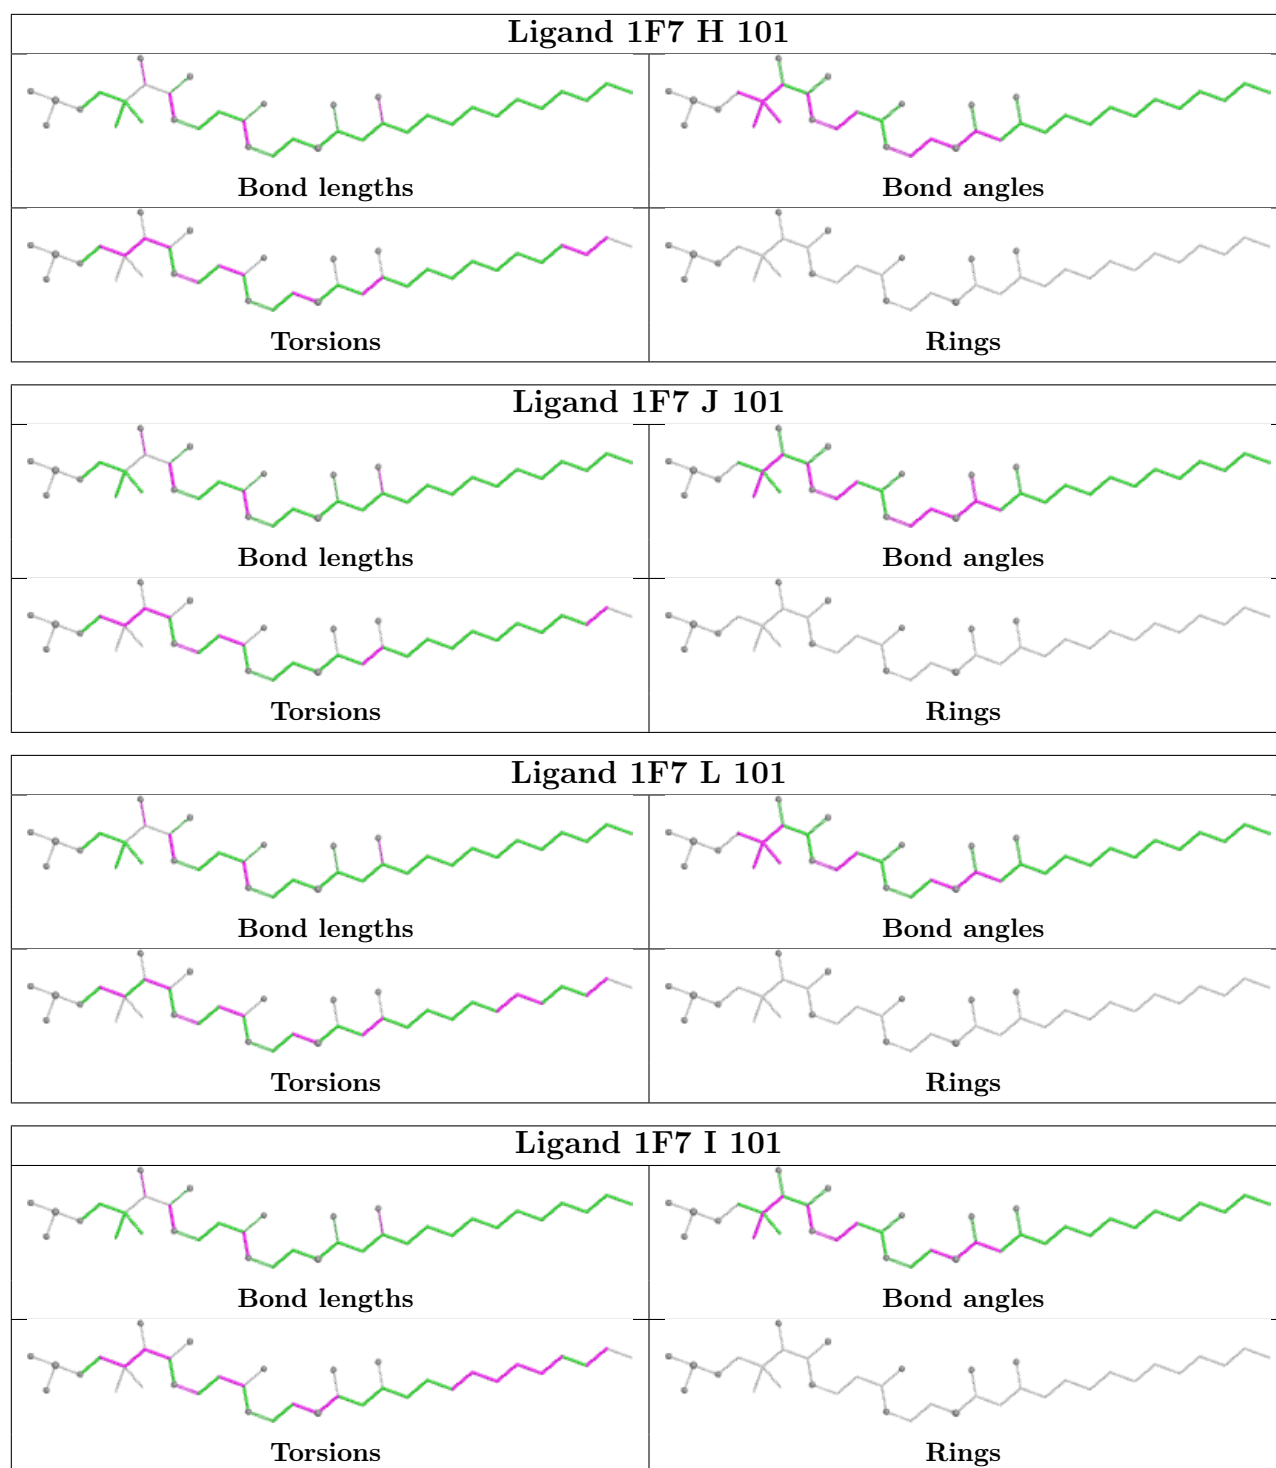 Ligand 1F7 H 101
Bond lengths
Bond angles
Torsions
Rings
Ligand 1F7 J 101
Bond lengths
Bond angles
Torsions
Rings
Ligand 1F7 L 101
Bond lengths
Bond angles
Torsions
Rings
Ligand 1F7 I 101
Bond lengths
Bond angles
Torsions
Rings